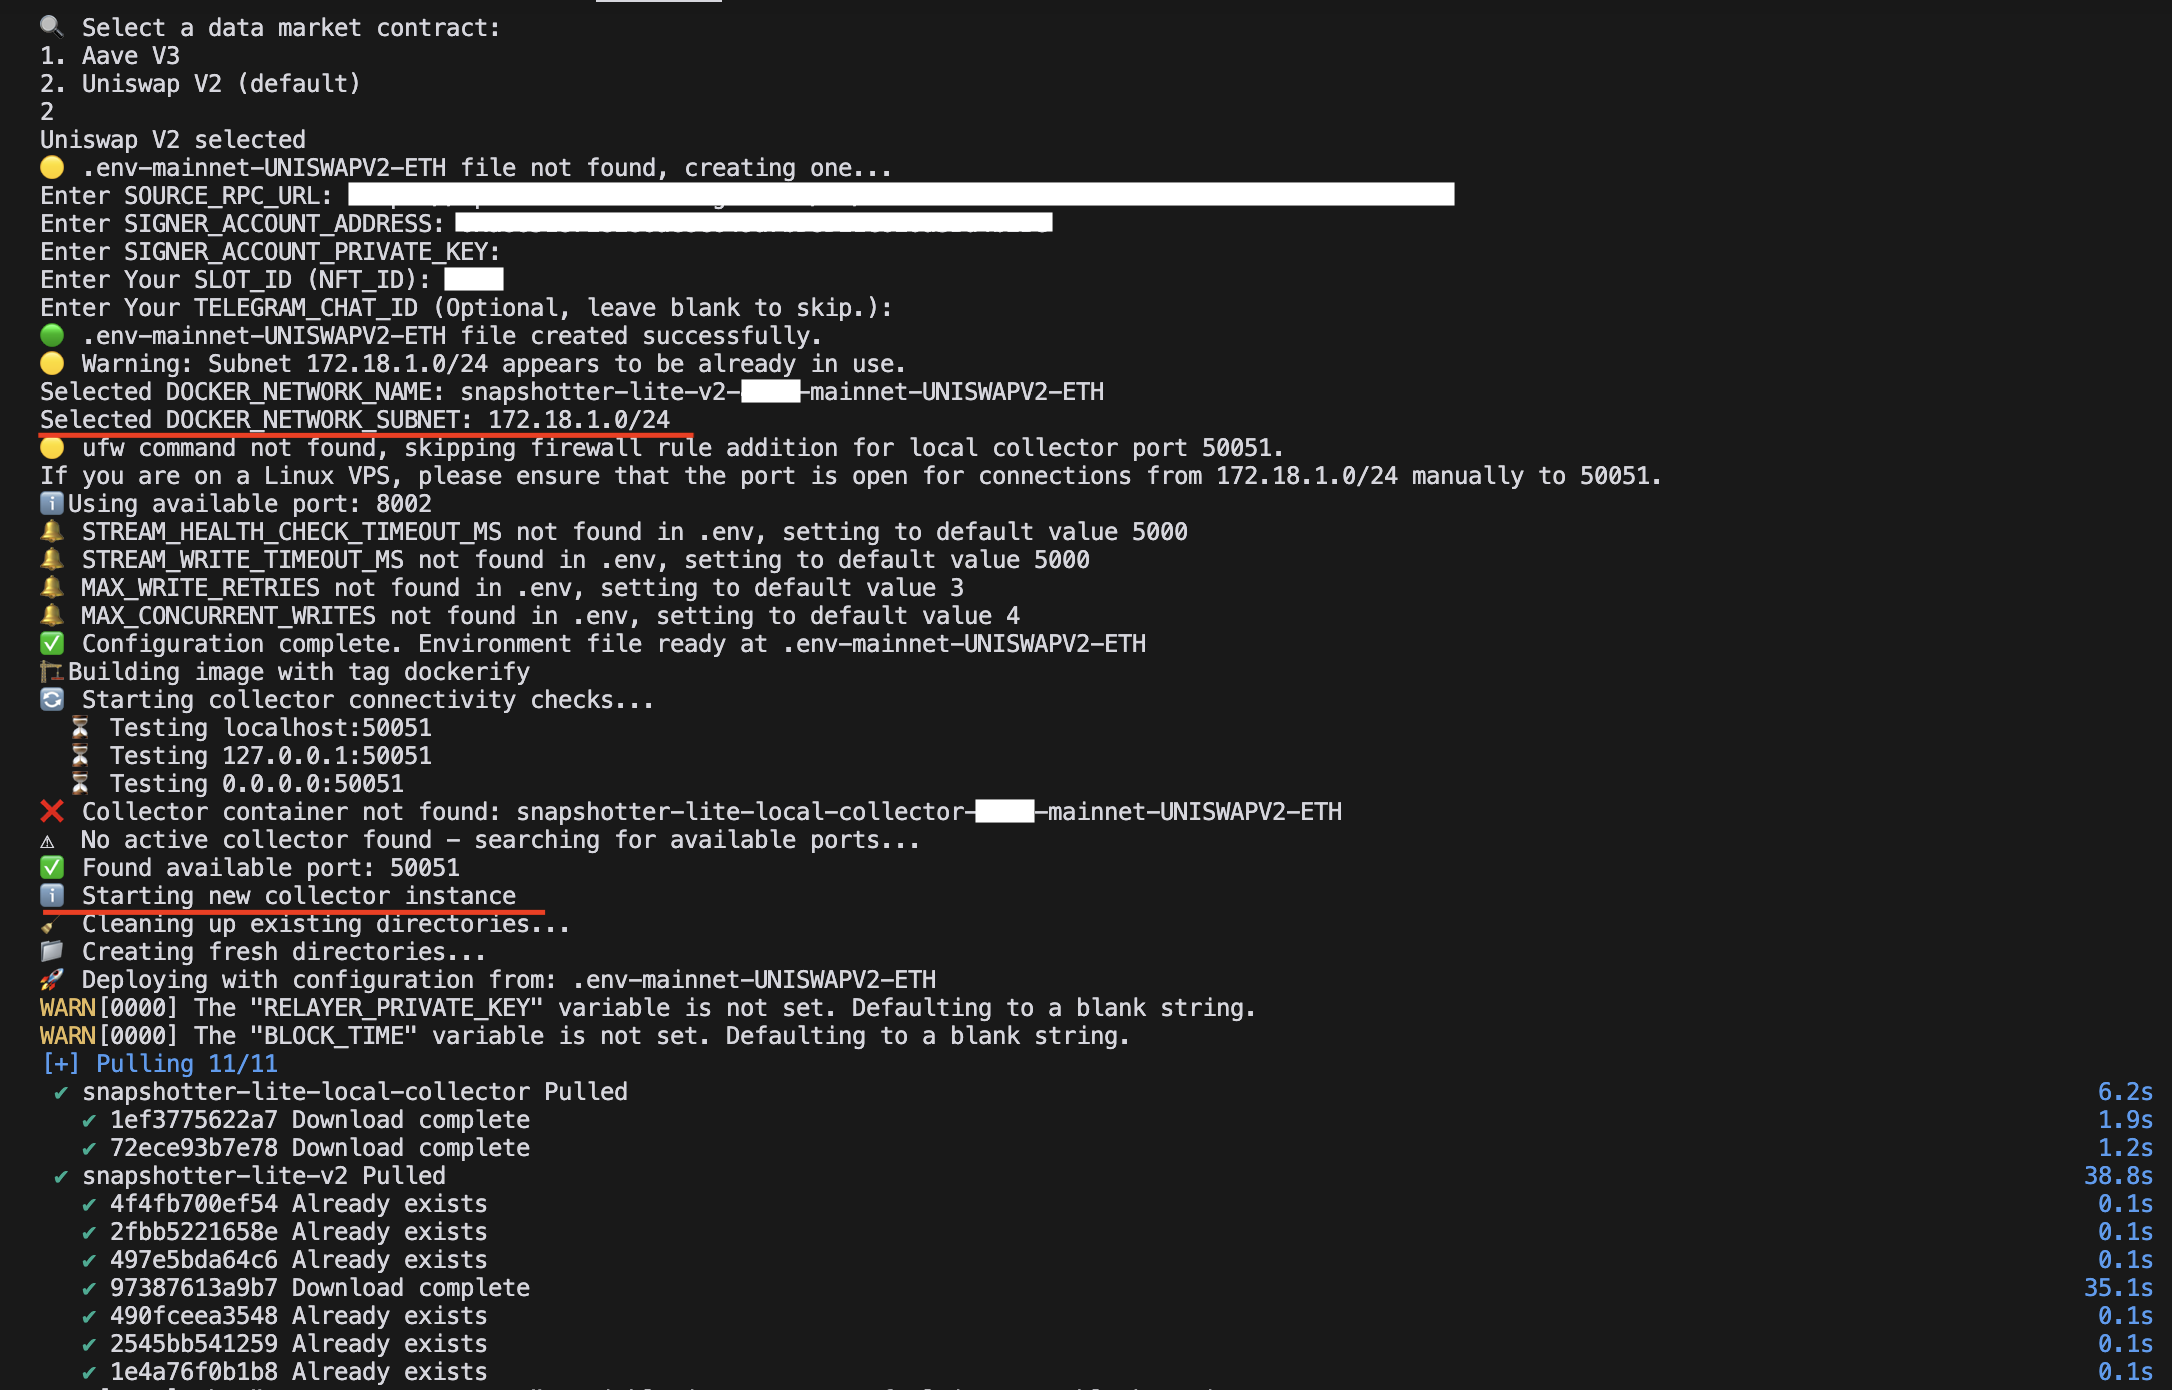 Select a data market contract:
1. Aave V3
2. Uniswap V2 (default)
2
Uniswap V2 selected
.env-mainnet-UNISWAPV2-ETH file not found, creating one...
Enter SOURCE_RPC_URL:
Enter SIGNER_ACCOUNT_ADDRESS:
Enter SIGNER_ACCOUNT_PRIVATE_KEY:
Enter Your SLOT_ID (NFT_ID):
Enter Your TELEGRAM_CHAT_ID (Optional, leave blank to skip.):
.env-mainnet-UNISWAPV2-ETH file created successfully.
Warning: Subnet 172.18.1.0/24 appears to be already in use.
Selected DOCKER_NETWORK_NAME: snapshotter-lite-v2- -mainnet-UNISWAPV2-ETH
Selected DOCKER_NETWORK_SUBNET: 172.18.1.0/24
ufw command not found, skipping firewall rule addition for local collector port 50051.
If you are on a Linux VPS, please ensure that the port is open for connections from 172.18.1.0/24 manually to 50051.
Using available port: 8002
STREAM_HEALTH_CHECK_TIMEOUT_MS not found in .env, setting to default value 5000
STREAM_WRITE_TIMEOUT_MS not found in .env, setting to default value 5000
MAX_WRITE_RETRIES not found in .env, setting to default value 3
MAX_CONCURRENT_WRITES not found in .env, setting to default value 4
Configuration complete. Environment file ready at .env-mainnet-UNISWAPV2-ETH
Building image with tag dockerify
Starting collector connectivity checks...
Testing localhost:50051
Testing 127.0.0.1:50051
Testing 0.0.0.0:50051
Collector container not found: snapshotter-lite-local-collector- -mainnet-UNISWAPV2-ETH
No active collector found - searching for available ports...
Found available port: 50051
Starting new collector instance
Cleaning up existing directories...
Creating fresh directories...
Deploying with configuration from: .env-mainnet-UNISWAPV2-ETH
WARN[0000] The "RELAYER_PRIVATE_KEY" variable is not set. Defaulting to a blank string.
WARN[0000] The "BLOCK_TIME" variable is not set. Defaulting to a blank string.
[+] Pulling 11/11
✔ snapshotter-lite-local-collector Pulled 6.2s
✔ 1ef3775622a7 Download complete 1.9s
✔ 72ece93b7e78 Download complete 1.2s
✔ snapshotter-lite-v2 Pulled 38.8s
✔ 4f4fb700ef54 Already exists 0.1s
✔ 2fbb5221658e Already exists 0.1s
✔ 497e5bda64c6 Already exists 0.1s
✔ 97387613a9b7 Download complete 35.1s
✔ 490fceea3548 Already exists 0.1s
✔ 2545bb541259 Already exists 0.1s
✔ 1e4a76f0b1b8 Already exists 0.1s